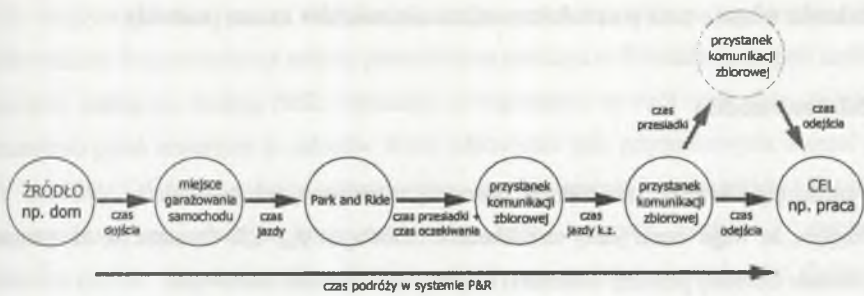 przystanek
komunikacji
zbiorowej
czas
przesiadki
czas
odejścia
ŹRÓDŁO
np. dom
czas
dojścia
miejsce
garażowania
samochodu
czas
jazdy
Park and Ride
czas przesiadki +
czas oczekiwania
przystanek
komunikacji
zbiorowej
czas
jazdy k.z.
przystanek
komunikacji
zbiorowej
czas
odejścia
CEL
np. praca
czas podróży w systemie P&R